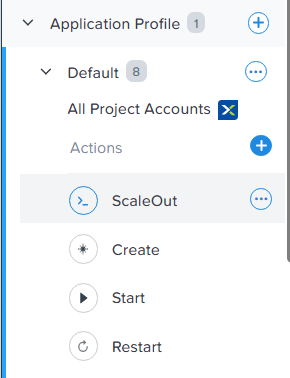 Application Profile 1
Default 8
All Project Accounts
Actions
ScaleOut
Create
Start
Restart